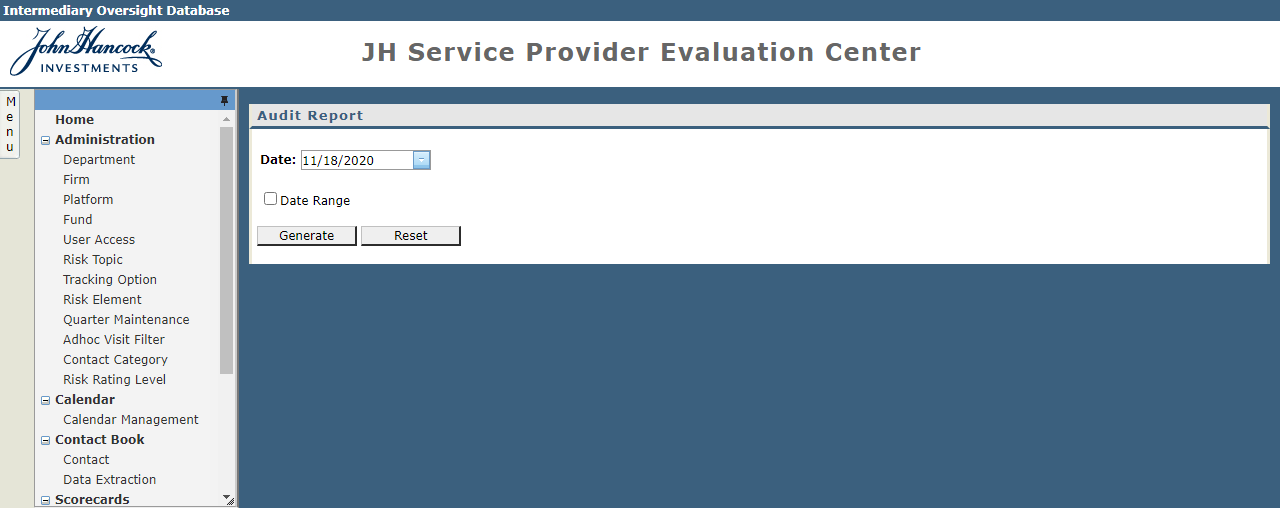 Intermediary Oversight Database
John Hancock®
INVESTMENTS
JH Service Provider Evaluation Center
Menu
Home
Administration
Department
Firm
Platform
Fund
User Access
Risk Topic
Tracking Option
Risk Element
Quarter Maintenance
Adhoc Visit Filter
Contact Category
Risk Rating Level
Calendar
Calendar Management
Contact Book
Contact
Data Extraction
Scorecards
Audit Report
Date: 11/18/2020
Date Range
Generate Reset